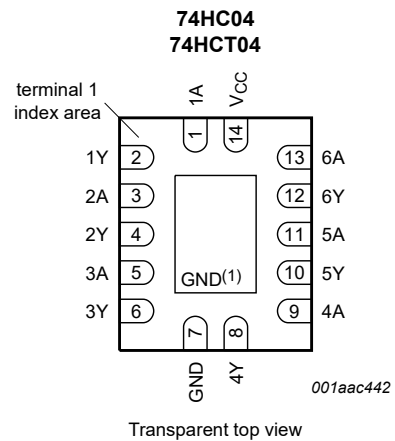 74HC04
74HCT04
terminal 1
index area
1A
VCC
1
14
1Y 2
13 6A
2A 3
12 6Y
2Y 4
11 5A
3A 5
10 5Y
GND(1)
3Y 6
9 4A
7
8
GND
4Y
001aac442
Transparent top view